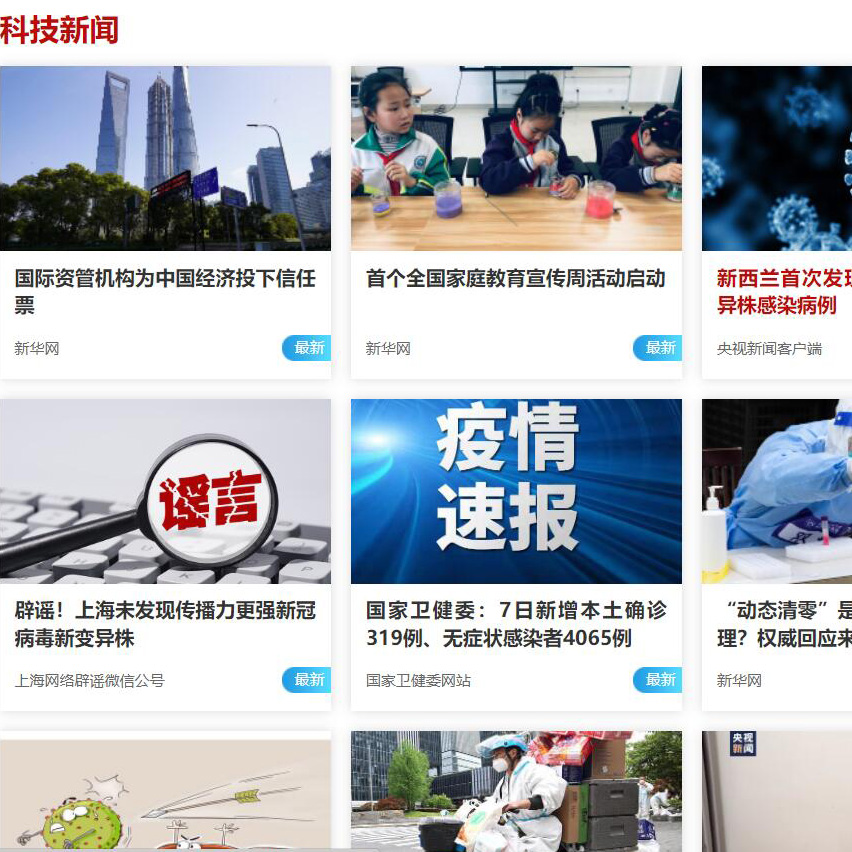 科技新闻
国际资管机构为中国经济投下信任
票
新华网
最新
首个全国家庭教育宣传周活动启动
新华网
最新
新西兰首次发现
异株感染病例
央视新闻客户端
谣言
辟谣！上海未发现传播力更强新冠
病毒新变异株
上海网络辟谣微信公号
最新
疫情
速报
国家卫健委：7日新增本土确诊
319例、无症状感染者4065例
国家卫健委网站
最新
“动态清零”是
理？权威回应来
新华网
央视
新闻